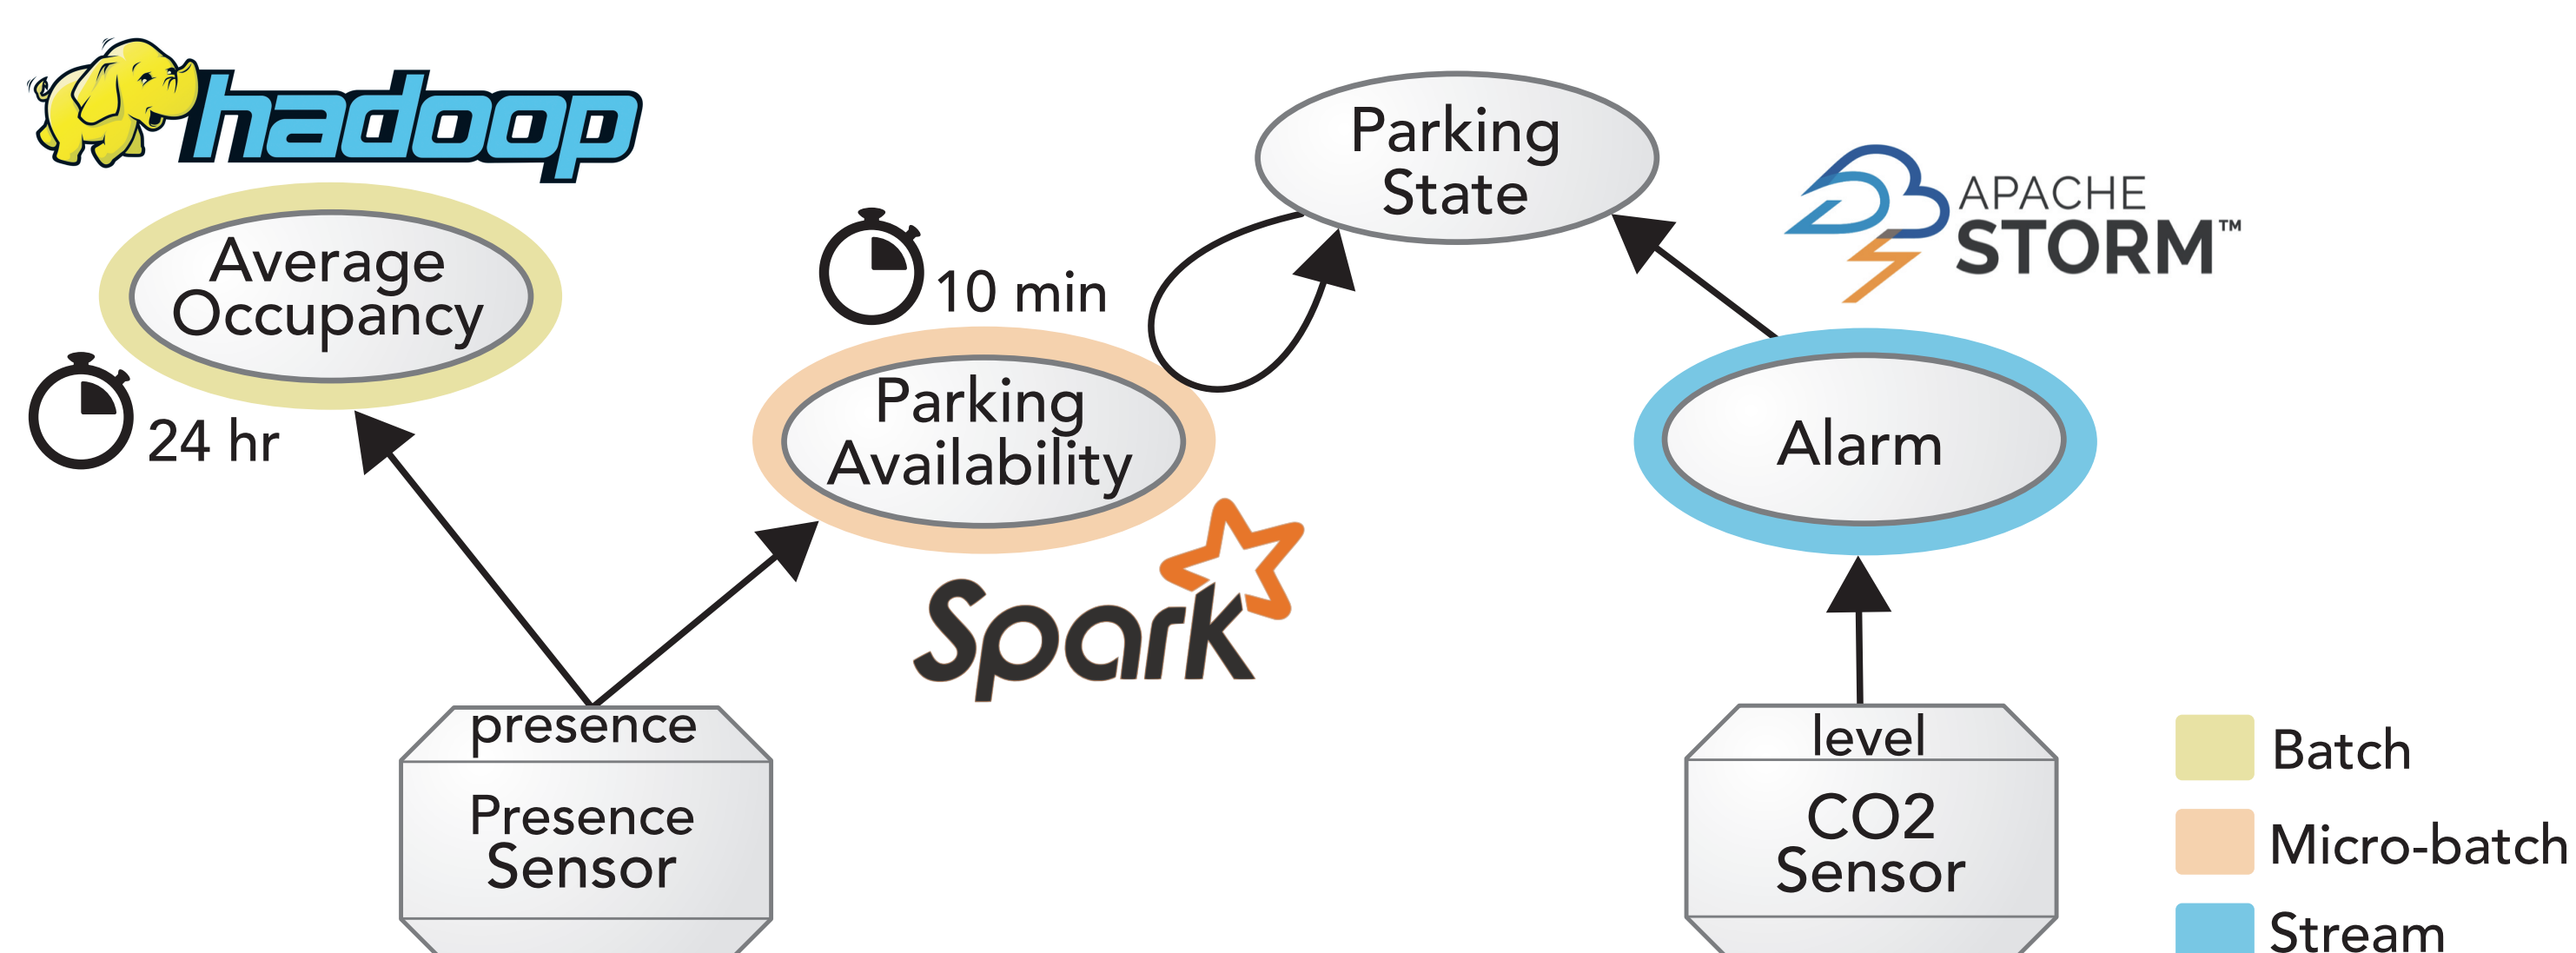 hadoop
Average
Occupancy
24 hr
10 min
Parking
Availability
Spark
Parking
State
APACHE
STORM™
Alarm
presence
Presence
Sensor
level
CO2
Sensor
Batch
Micro-batch
Stream